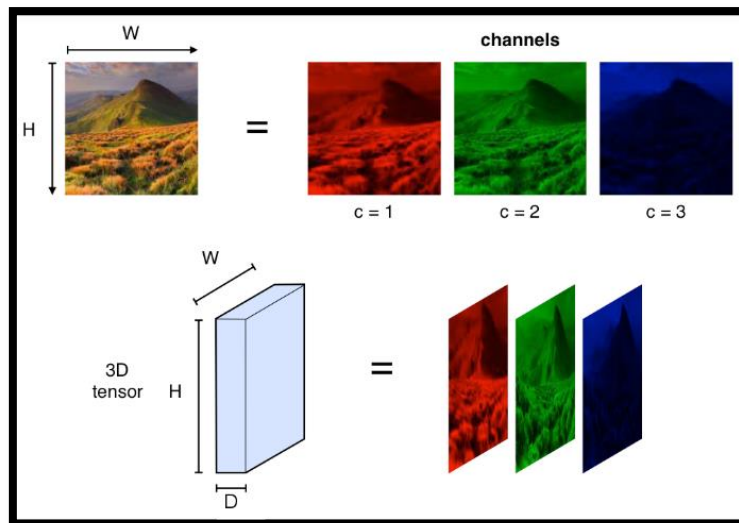 W
channels
H
=
c = 1
c = 2
c = 3
W
3D
tensor
H
=
D